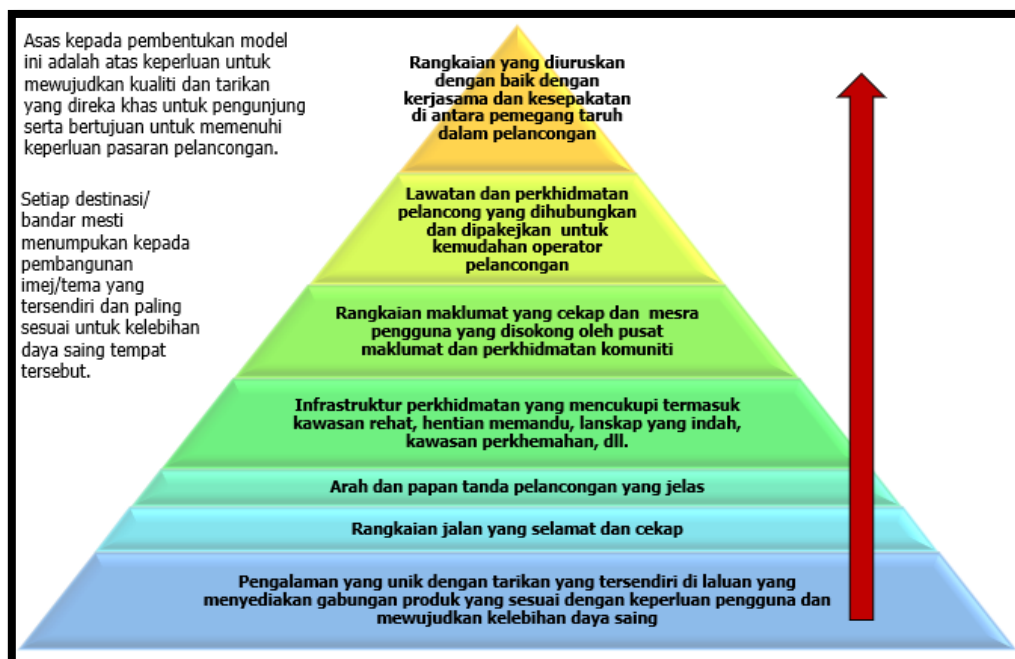 Asas kepada pembentukan model
ini adalah atas keperluan untuk
mewujudkan kualiti dan tarikan
yang direka khas untuk pengunjung
serta bertujuan untuk memenuhi
keperluan pasaran pelancongan.
Setiap destinasi/
bandar mesti
menumpukan kepada
pembangunan
imej/tema yang
tersendiri dan paling
sesuai untuk kelebihan
daya saing tempat
tersebut.
Rangkaian yang diuruskan
dengan baik dengan
kerjasama dan kesepakatan
di antara pemegang taruh
dalam pelancongan
Lawatan dan perkhidmatan
pelancong yang dihubungkan
dan dipakejkan untuk
kemudahan operator
pelancongan
Rangkaian maklumat yang cekap dan mesra
pengguna yang disokong oleh pusat
maklumat dan perkhidmatan komuniti
Infrastruktur perkhidmatan yang mencukupi termasuk
kawasan rehat, hentian memandu, lanskap yang indah,
kawasan perkhemahan, dll.
Arah dan papan tanda pelancongan yang jelas
Rangkaian jalan yang selamat dan cekap
Pengalaman yang unik dengan tarikan yang tersendiri di laluan yang
menyediakan gabungan produk yang sesuai dengan keperluan pengguna dan
mewujudkan kelebihan daya saing